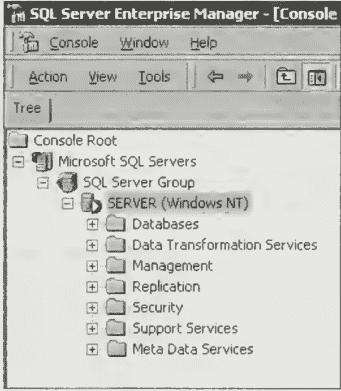 SQL Server Enterprise Manager - [Console
Console Window Help
Action View Tools
Tree
Console Root
Microsoft SQL Servers
SQL Server Group
SERVER (Windows NT)
Databases
Data Transformation Services
Management
Replication
Security
Support Services
Meta Data Services